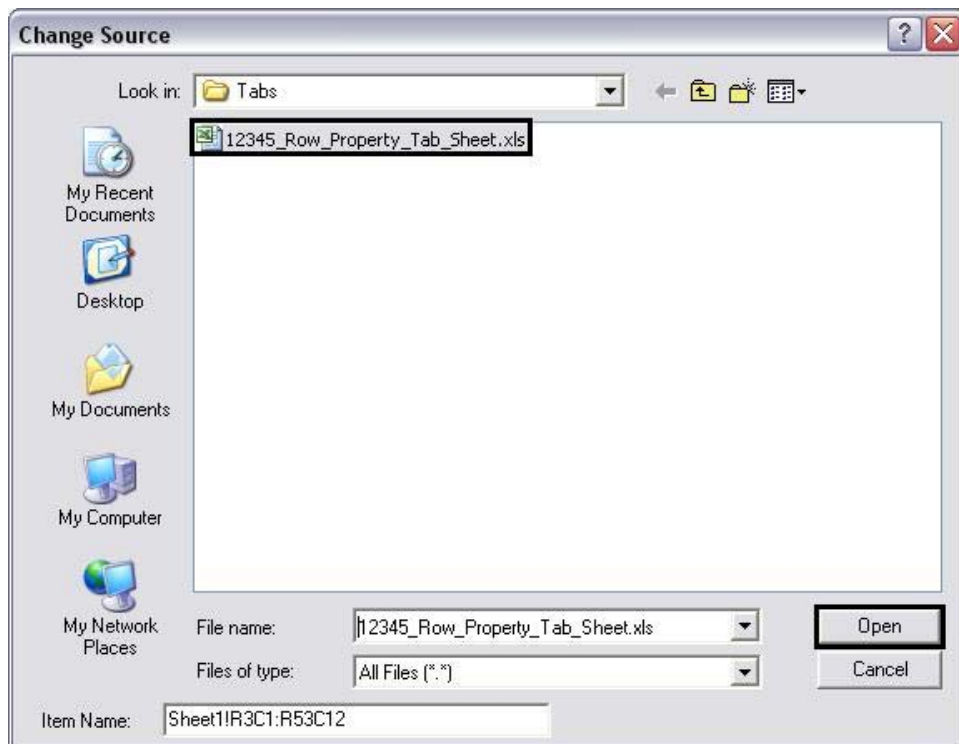 Change Source
Look in: Tabs
12345_Row_Property_Tab_Sheet.xls
My Recent
Documents
Desktop
My Documents
My Computer
My Network
Places
File name: 12345_Row_Property_Tab_Sheet.xls Open
Files of type: All Files (*.*) Cancel
Item Name: Sheet1!R3C1:R53C12